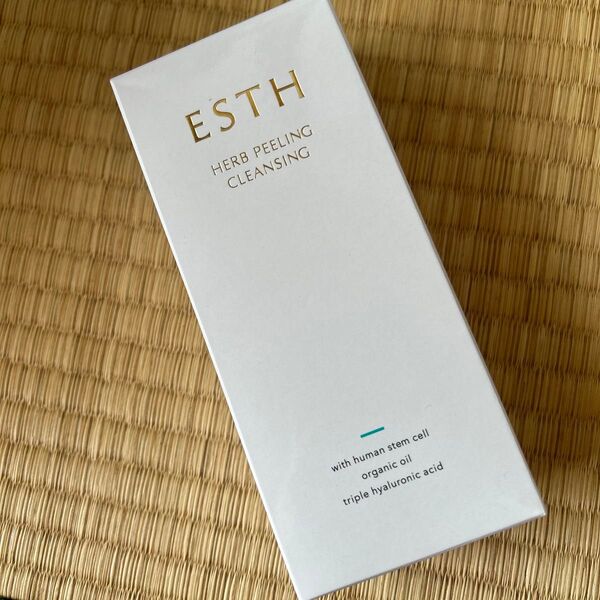 ESTH
HERB PEELING
CLEANSING
with human stem cell
organic oil
triple hyaluronic acid